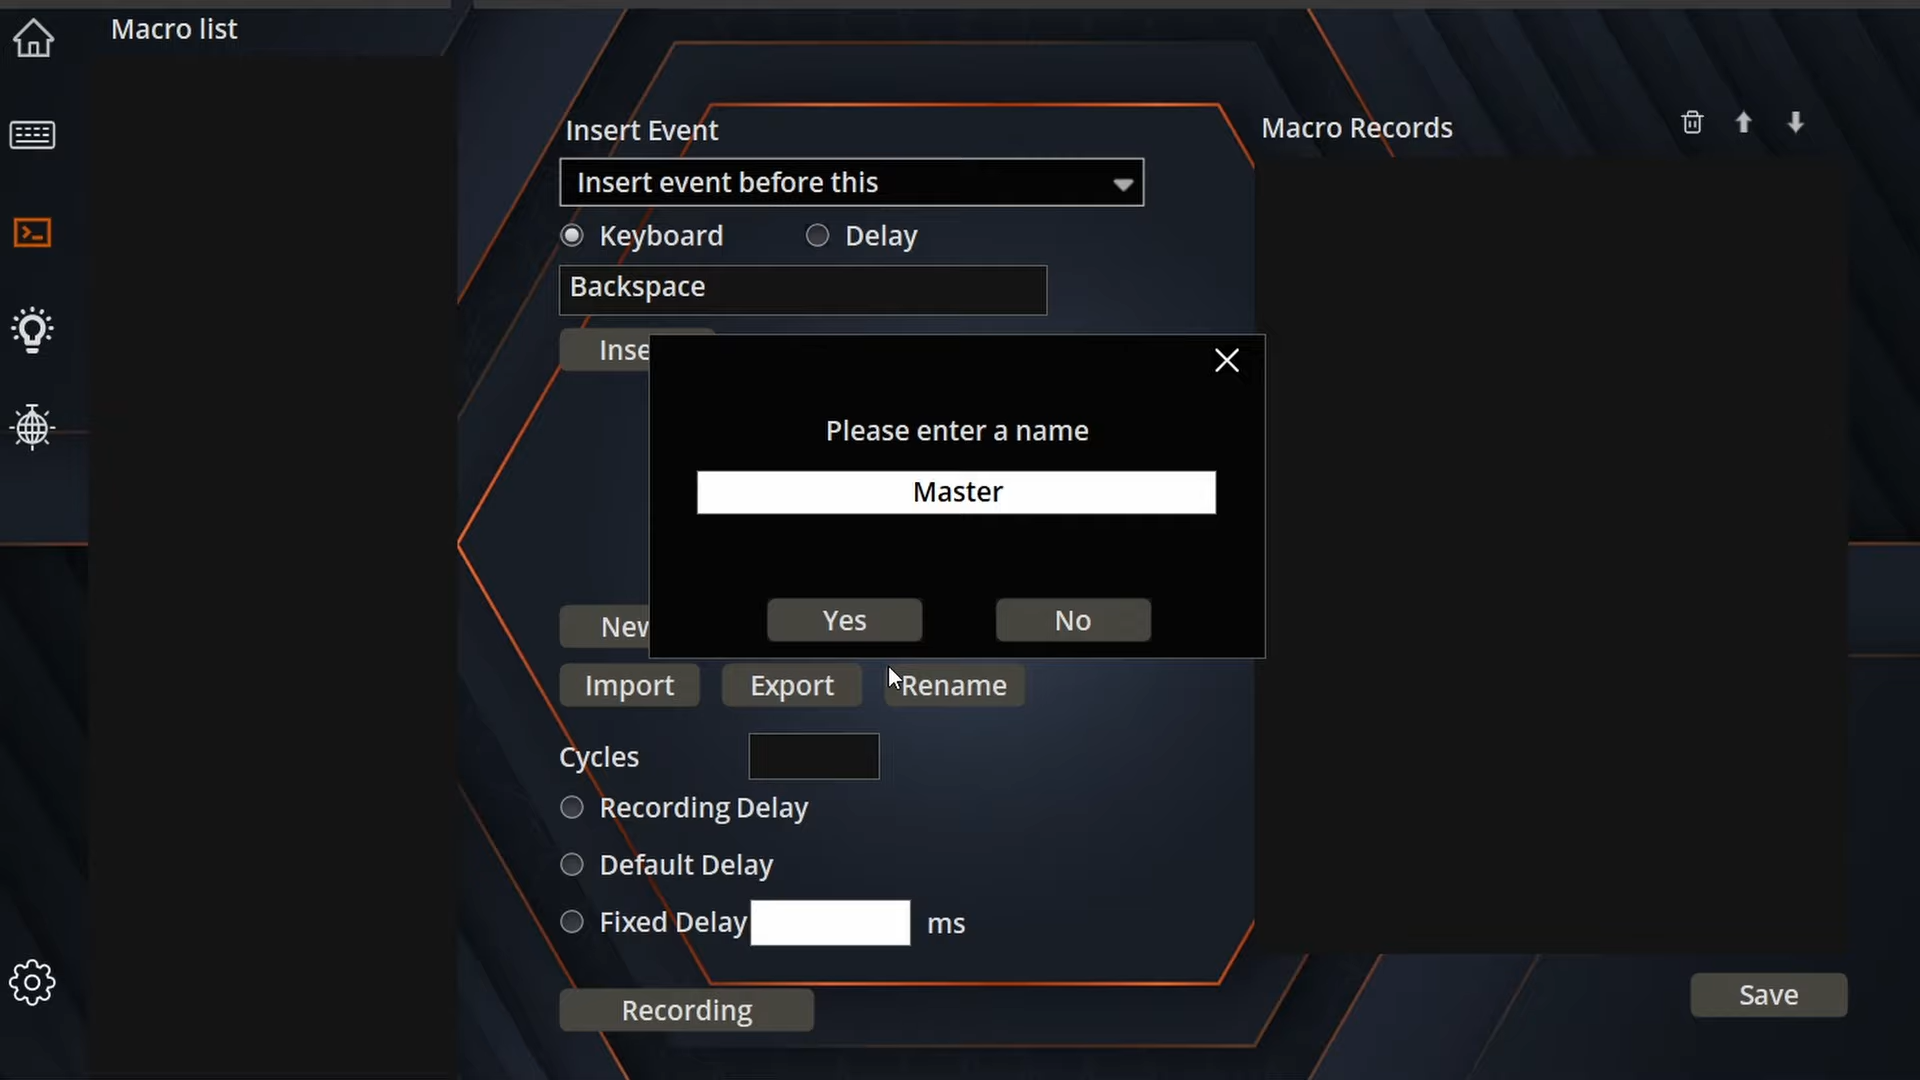 Macro list
Insert Event
Insert event before this
Keyboard
Delay
Backspace
Inse
Please enter a name
Master
Yes
No
New
Import
Export
Rename
Cycles
Recording Delay
Default Delay
Fixed Delay
ms
Recording
Macro Records
Save